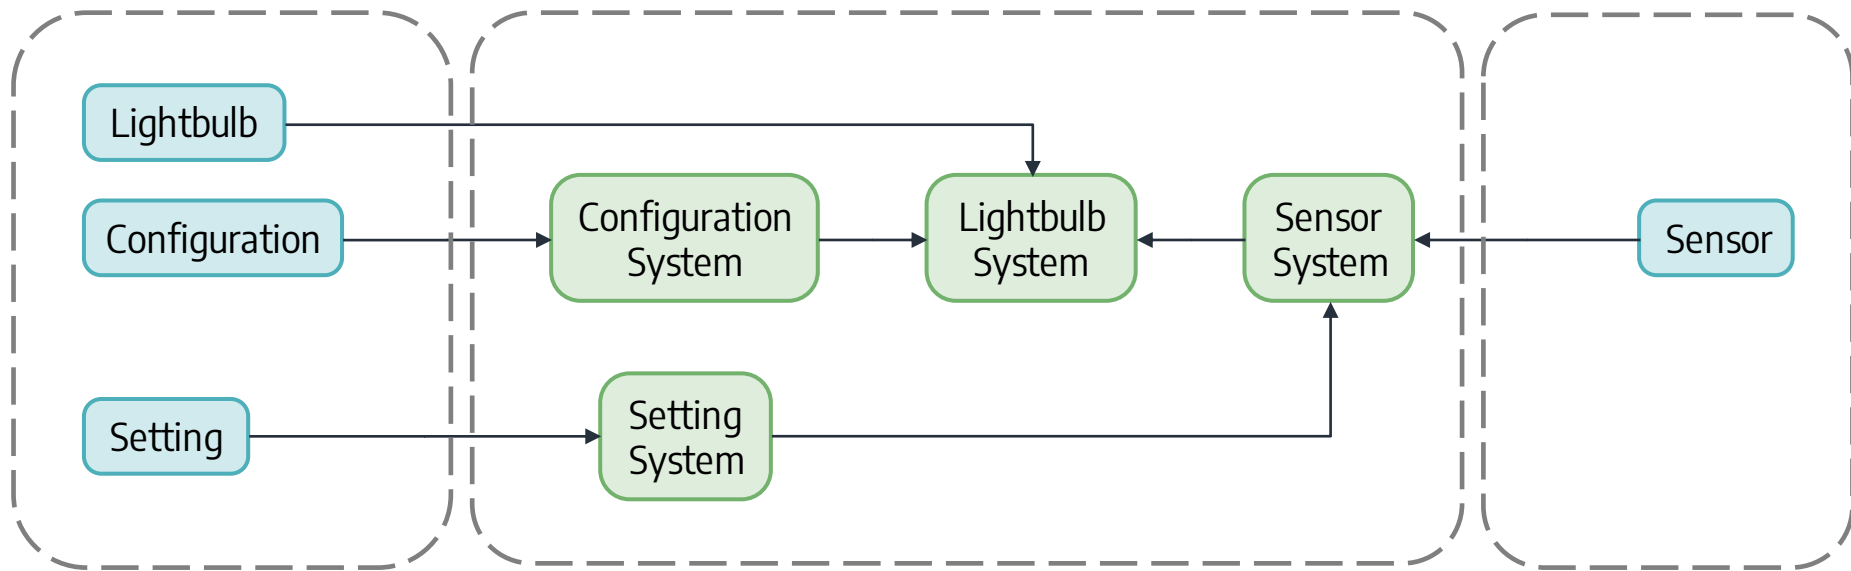 Lightbulb
Configuration
Setting
Configuration
System
Lightbulb
System
Sensor
System
Setting
System
Sensor